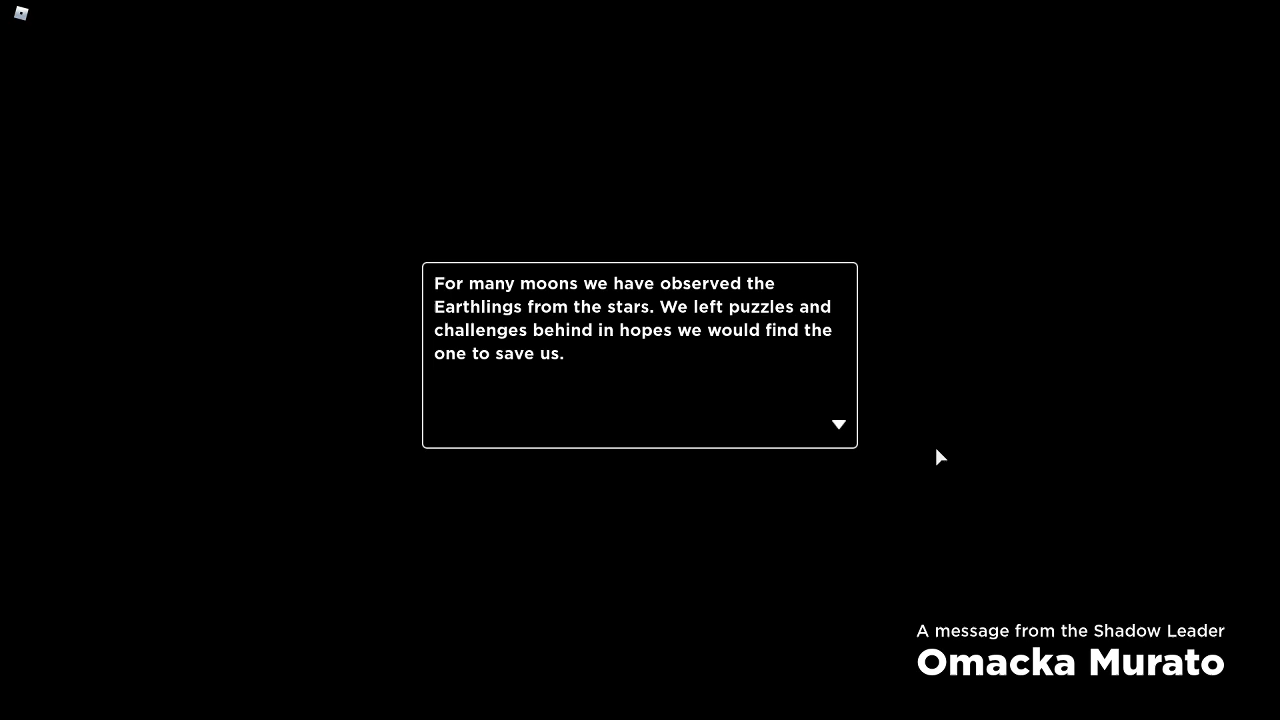 For many moons we have observed the
Earthlings from the stars. We left puzzles and
challenges behind in hopes we would find the
one to save us.
A message from the Shadow Leader
Omacka Murato